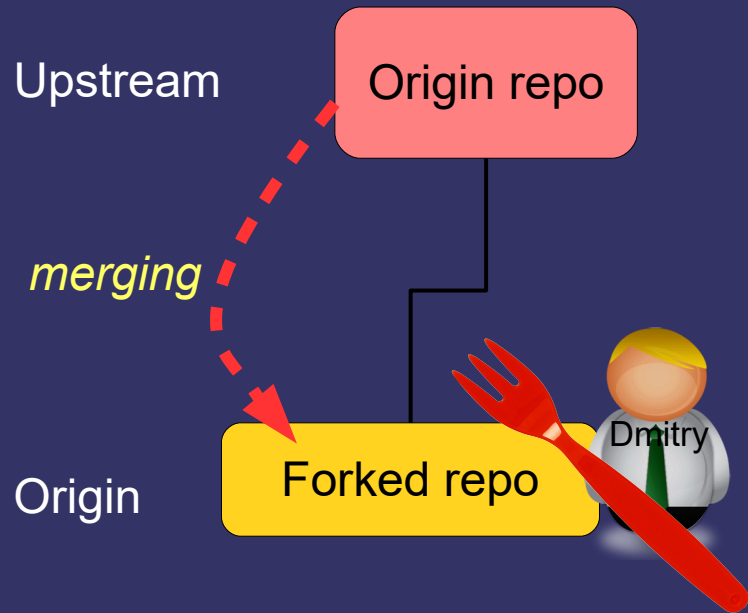 Upstream
Origin repo
merging
Dmitry
Origin
Forked repo